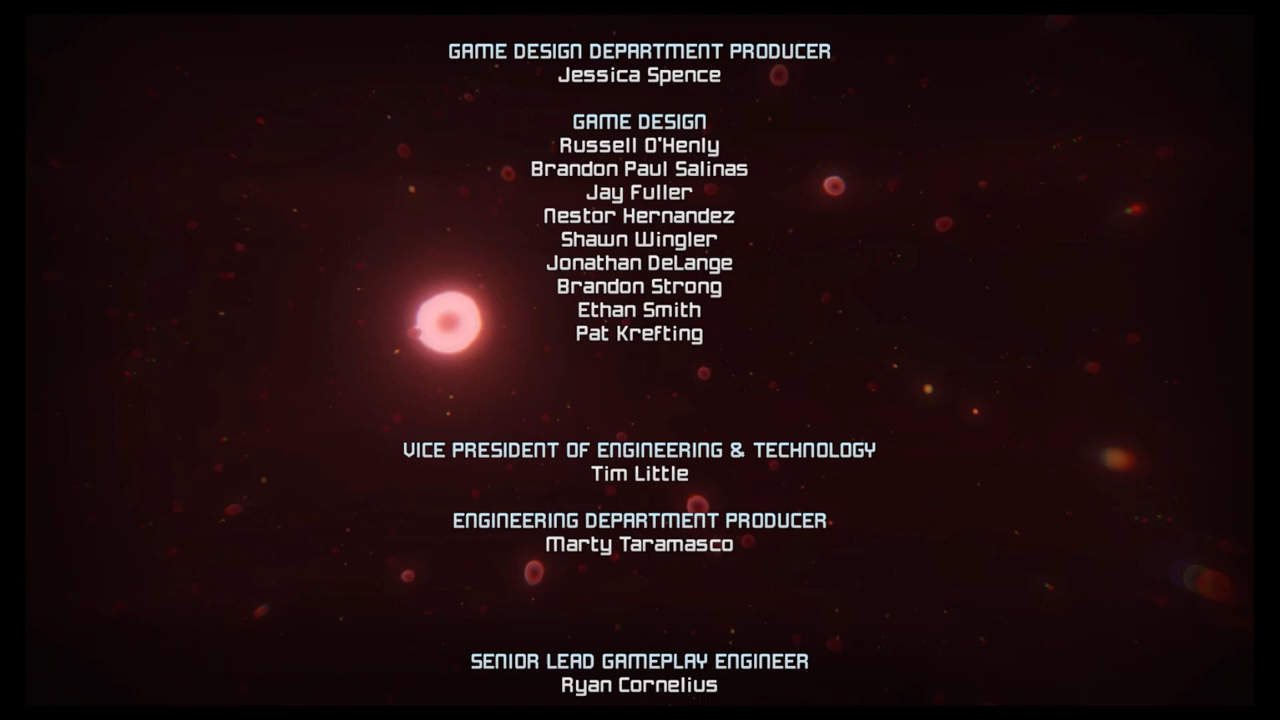 GAME DESIGN DEPARTMENT PRODUCER
Jessica Spence
GAME DESIGN
Russell O'Henly
Brandon Paul Salinas
Jay Fuller
Nestor Hernandez
Shawn Wingler
Jonathan DeLange
Brandon Strong
Ethan Smith
Pat Krefting
VICE PRESIDENT OF ENGINEERING & TECHNOLOGY
Tim Little
ENGINEERING DEPARTMENT PRODUCER
Marty Taramasco
SENIOR LEAD GAMEPLAY ENGINEER
Ryan Cornelius